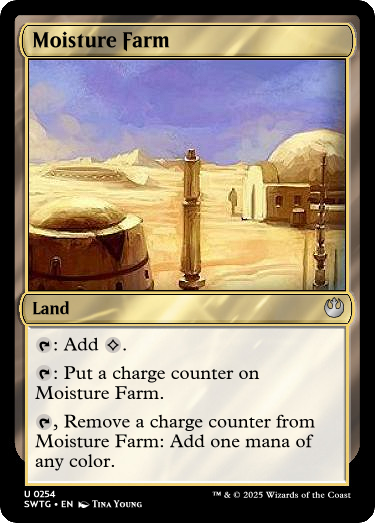 Moisture Farm
Land
: Add .
: Put a charge counter on
Moisture Farm.
, Remove a charge counter from
Moisture Farm: Add one mana of
any color.
U 0254
SWTG • EN Tina Young
™ & © 2025 Wizards of the Coast